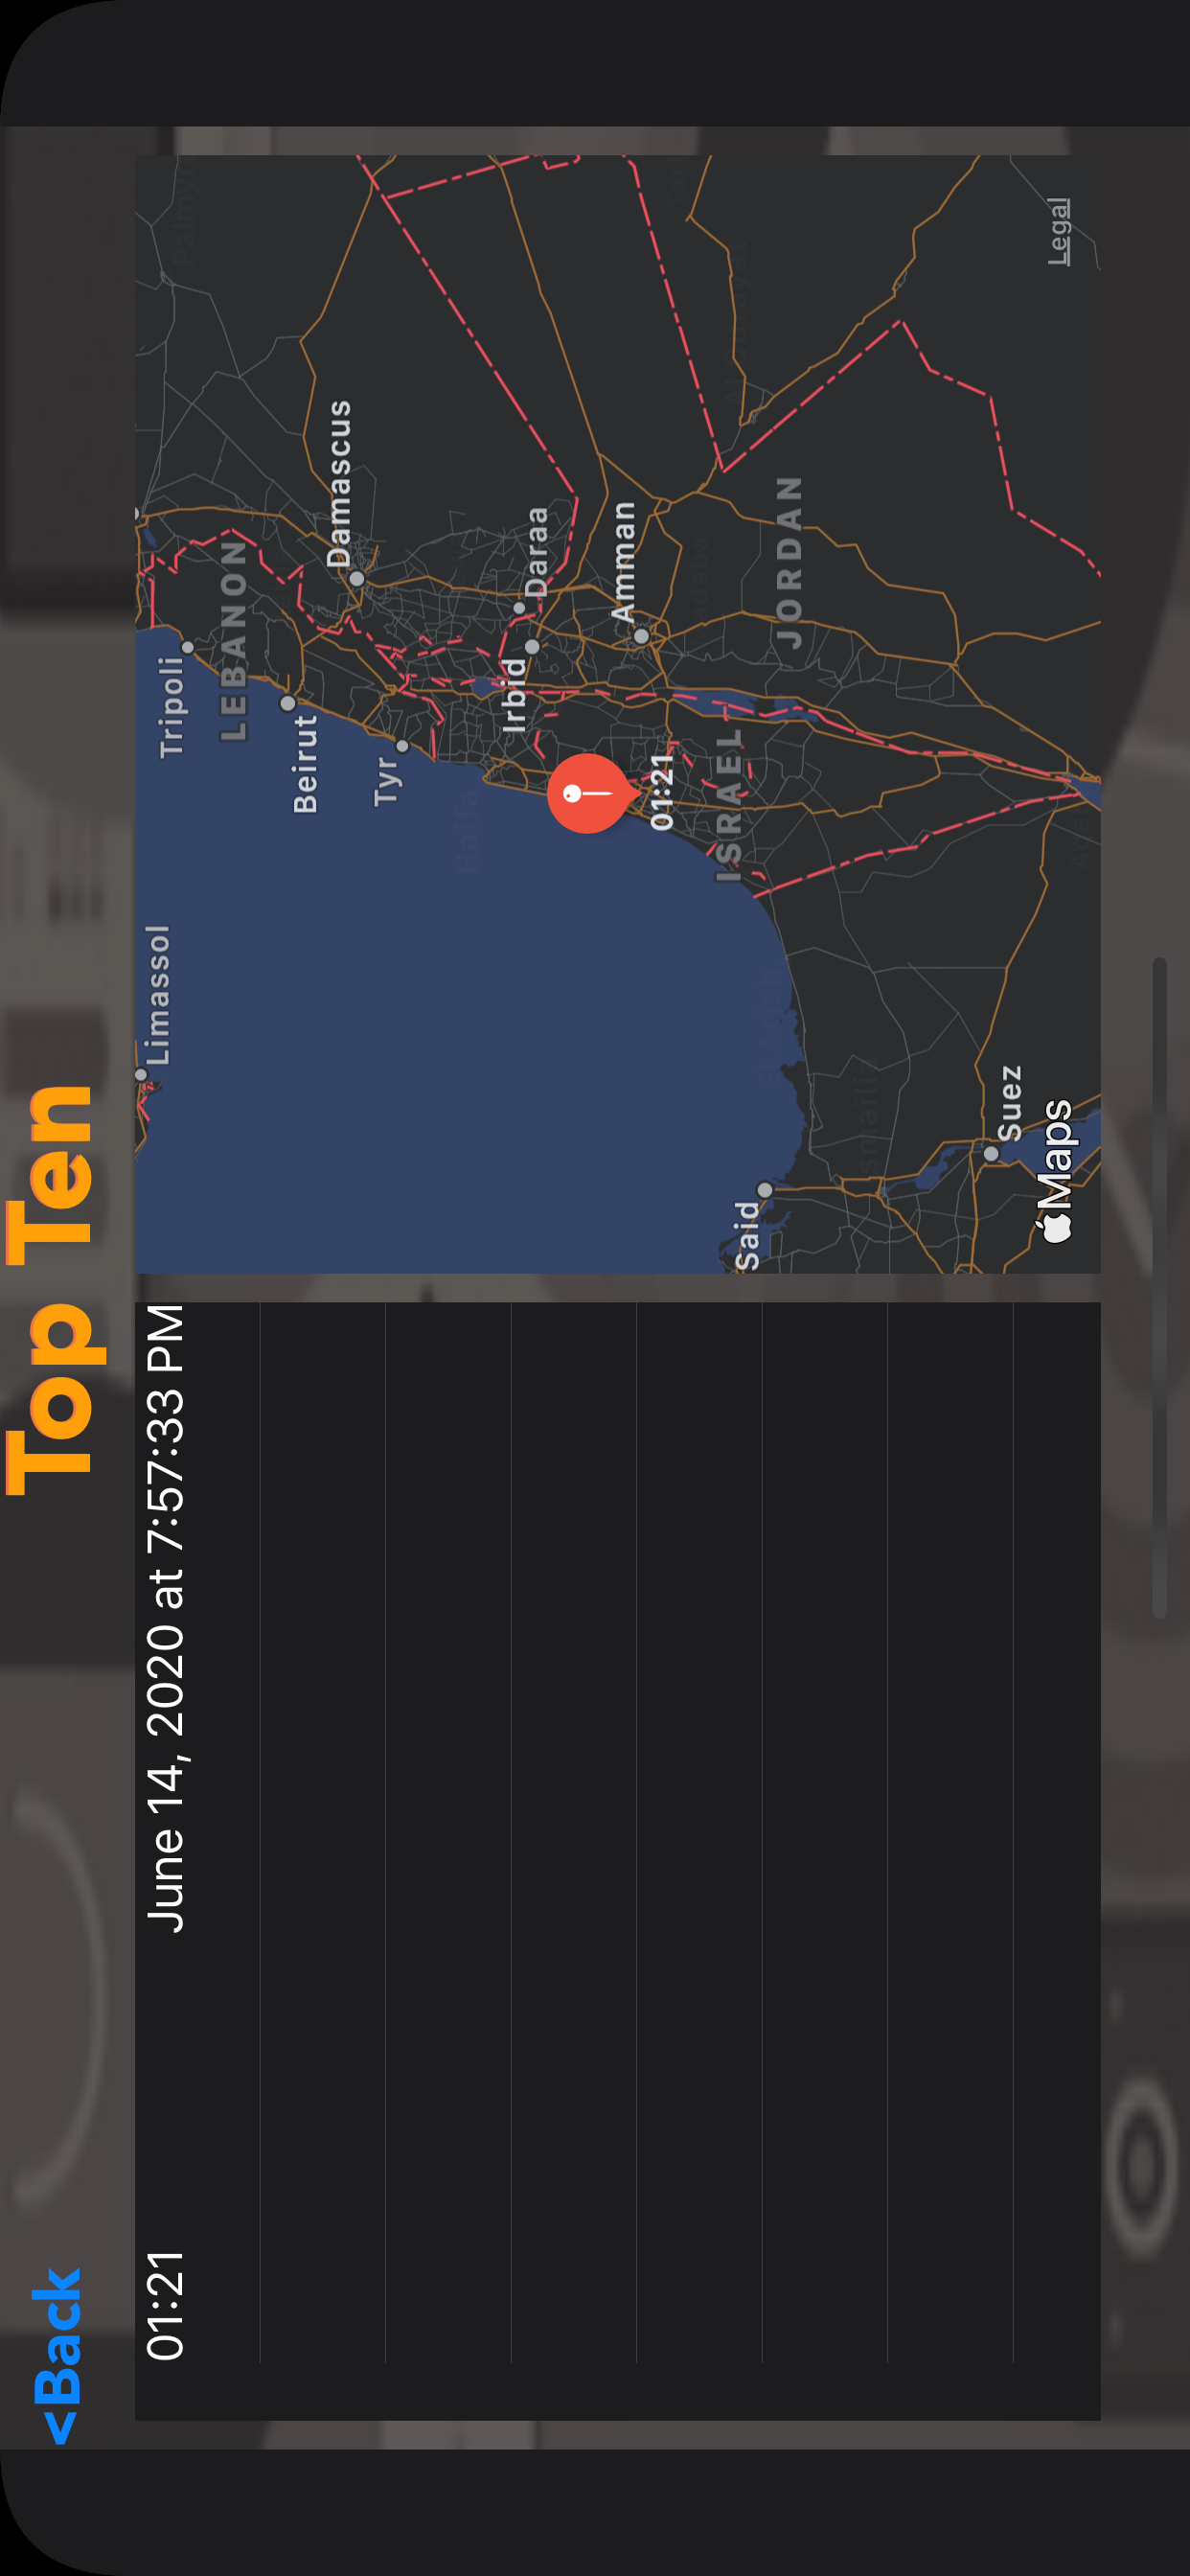 <Back
Top Ten
01:21
June 14, 2020 at 7:57:33 PM
Limassol
Tripoli
LEBANON
Beirut
Damascus
Tyr
Haifa
Irbid
Daraa
Amman
01:21
ISRAEL
JORDAN
Said
Suez
Maps
Legal